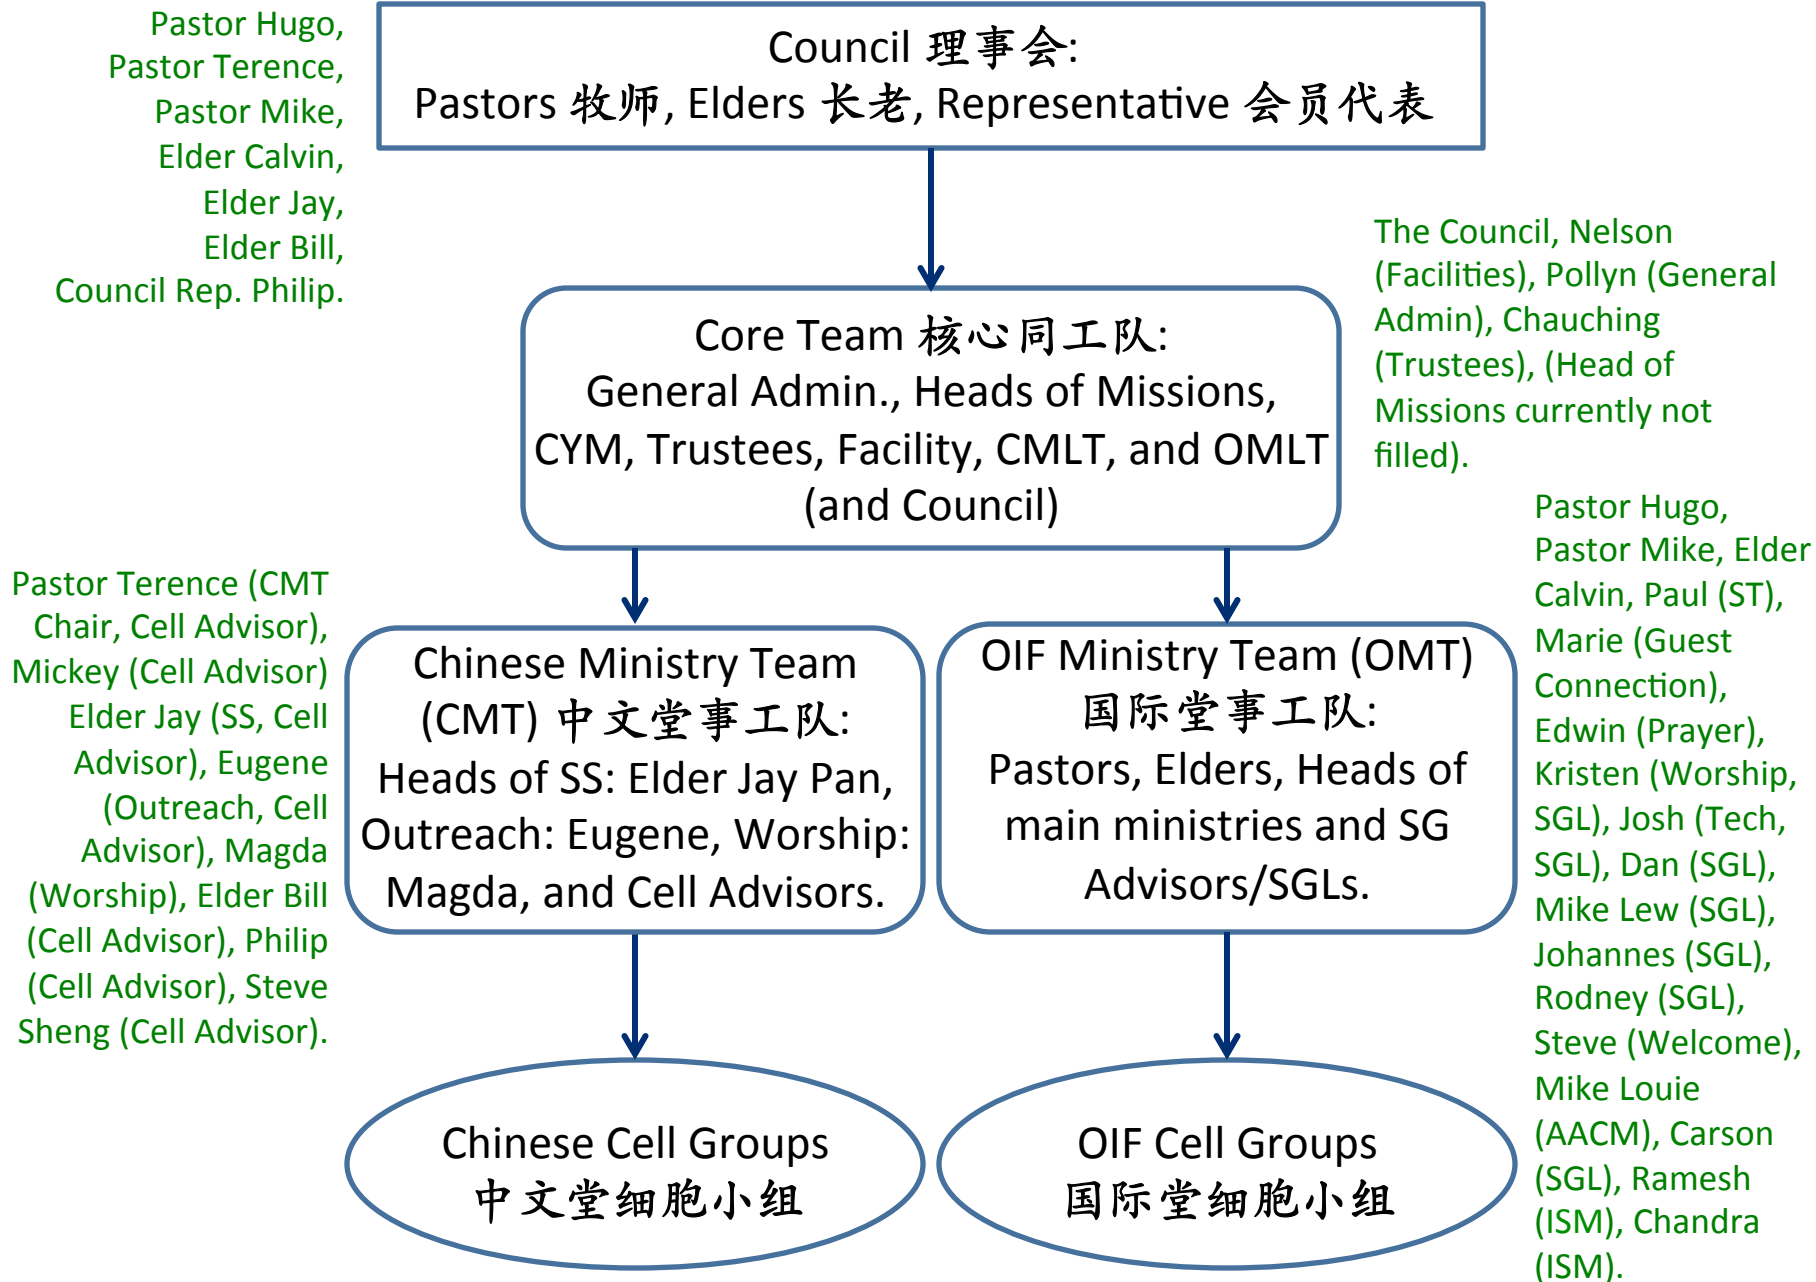 Pastor Hugo,
Pastor Terence,
Pastor Mike,
Elder Calvin,
Elder Jay,
Elder Bill,
Council Rep. Philip.
Council 理事会:
Pastors 牧师, Elders 长老, Representative 会员代表
The Council, Nelson
(Facilities), Pollyn (General
Admin), Chauching
(Trustees), (Head of
Missions currently not
filled).
Core Team 核心同工队:
General Admin., Heads of Missions,
CYM, Trustees, Facility, CMLT, and OMLT
(and Council)
Pastor Terence (CMT
Chair, Cell Advisor),
Mickey (Cell Advisor)
Elder Jay (SS, Cell
Advisor), Eugene
(Outreach, Cell
Advisor), Magda
(Worship), Elder Bill
(Cell Advisor), Philip
(Cell Advisor), Steve
Sheng (Cell Advisor).
Chinese Ministry Team
(CMT) 中文堂事工队:
Heads of SS: Elder Jay Pan,
Outreach: Eugene, Worship:
Magda, and Cell Advisors.
OIF Ministry Team (OMT)
国际堂事工队:
Pastors, Elders, Heads of
main ministries and SG
Advisors/SGLs.
Pastor Hugo,
Pastor Mike, Elder
Calvin, Paul (ST),
Marie (Guest
Connection),
Edwin (Prayer),
Kristen (Worship,
SGL), Josh (Tech,
SGL), Dan (SGL),
Mike Lew (SGL),
Johannes (SGL),
Rodney (SGL),
Steve (Welcome),
Mike Louie
(AACM), Carson
(SGL), Ramesh
(ISM), Chandra
(ISM).
Chinese Cell Groups
中文堂细胞小组
OIF Cell Groups
国际堂细胞小组